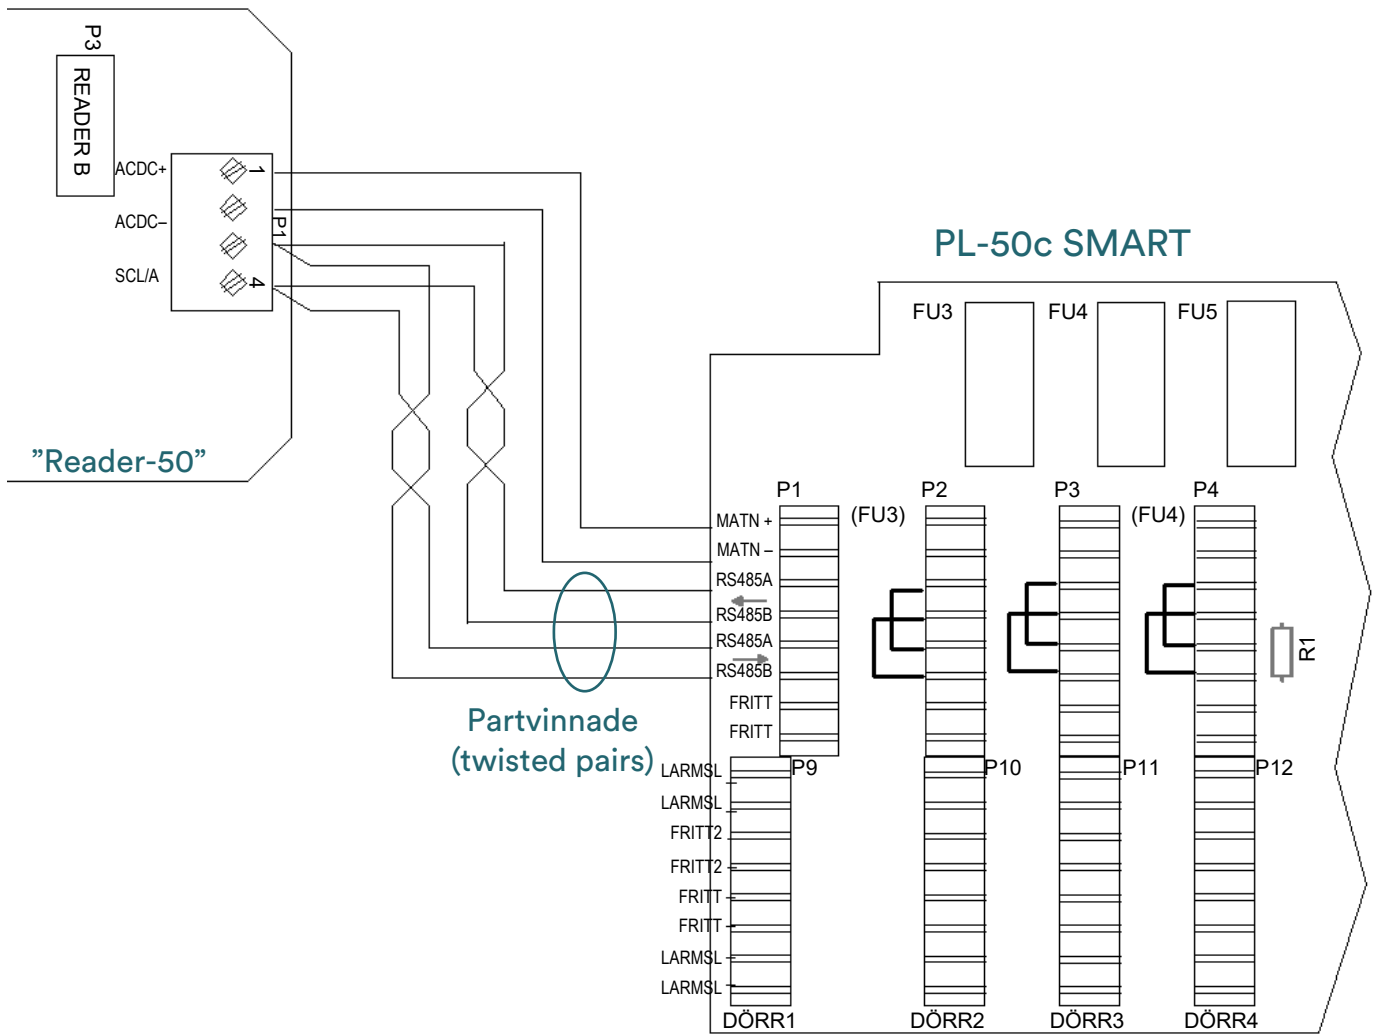 P3
READER B
ACDC+
1
ACDC–
P1
SCL/A
4
"Reader-50"
PL-50c SMART
FU3
FU4
FU5
P1
P2
P3
P4
(FU3)
(FU4)
MATN +
MATN –
RS485A
RS485B
RS485A
RS485B
FRITT
FRITT
R1
Partvinnade
(twisted pairs)
P9
P10
P11
P12
LARMSL
LARMSL
FRITT2
FRITT2
FRITT
FRITT
LARMSL
LARMSL
DÖRR1
DÖRR2
DÖRR3
DÖRR4